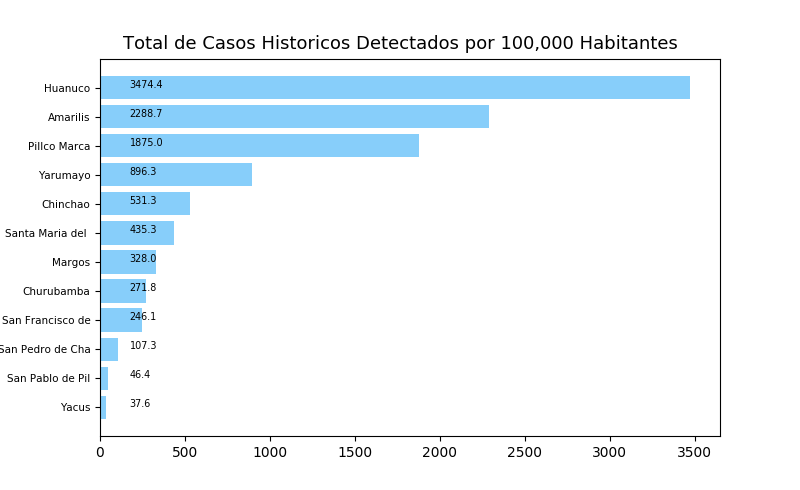 Total de Casos Historicos Detectados por 100,000 Habitantes
Huanuco 3474.4
Amarilis 2288.7
Pillco Marca 1875.0
Yarumayo 896.3
Chinchao 531.3
Santa Maria del 435.3
Margos 328.0
Churubamba 271.8
San Francisco de 246.1
San Pedro de Cha 107.3
San Pablo de Pil 46.4
Yacus 37.6
0 500 1000 1500 2000 2500 3000 3500